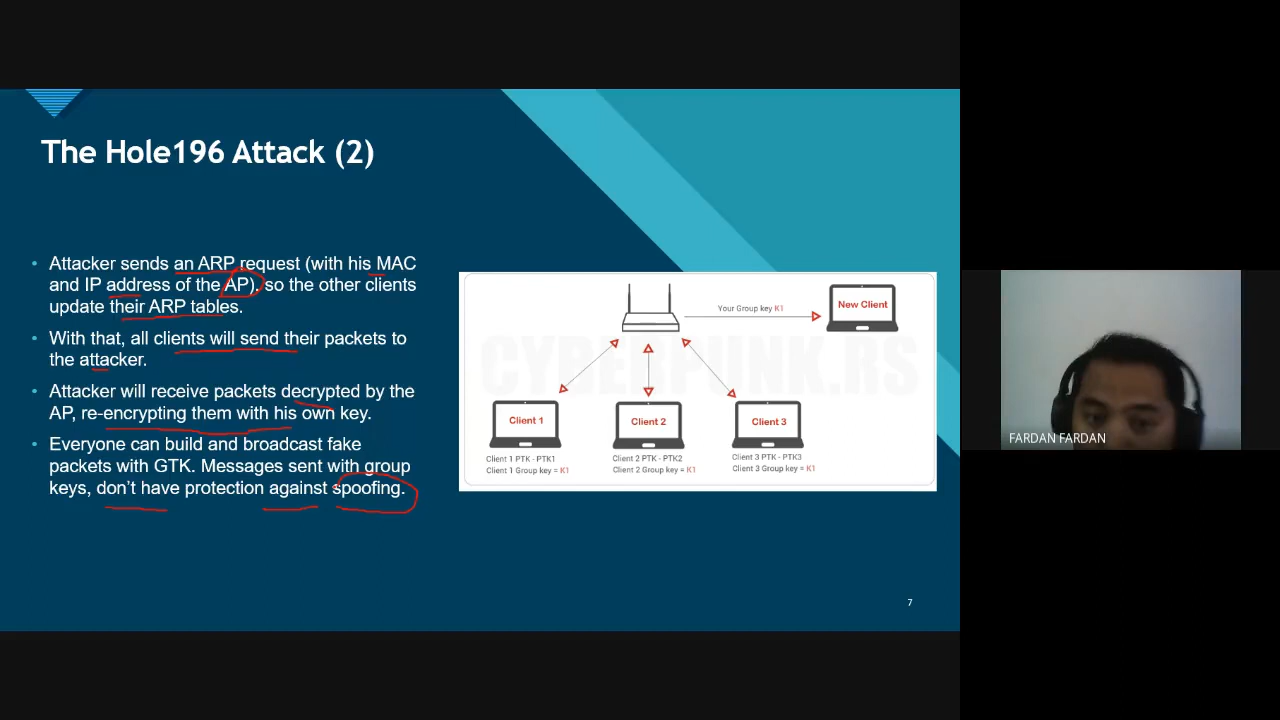 The Hole196 Attack (2)
Attacker sends an ARP request (with his MAC
and IP address of the AP), so the other clients
update their ARP tables.
With that, all clients will send their packets to
the attacker.
Attacker will receive packets decrypted by the
AP, re-encrypting them with his own key.
Everyone can build and broadcast fake
packets with GTK. Messages sent with group
keys, don't have protection against spoofing.
Your Group key K1
New Client
CYBERPUNK.RS
Client 1
Client 2
Client 3
Client 1 PTK - PTK1
Client 1 Group key = K1
Client 2 PTK - PTK2
Client 2 Group key = K1
Client 3 PTK - PTK3
Client 3 Group key = K1
7
FARDAN FARDAN